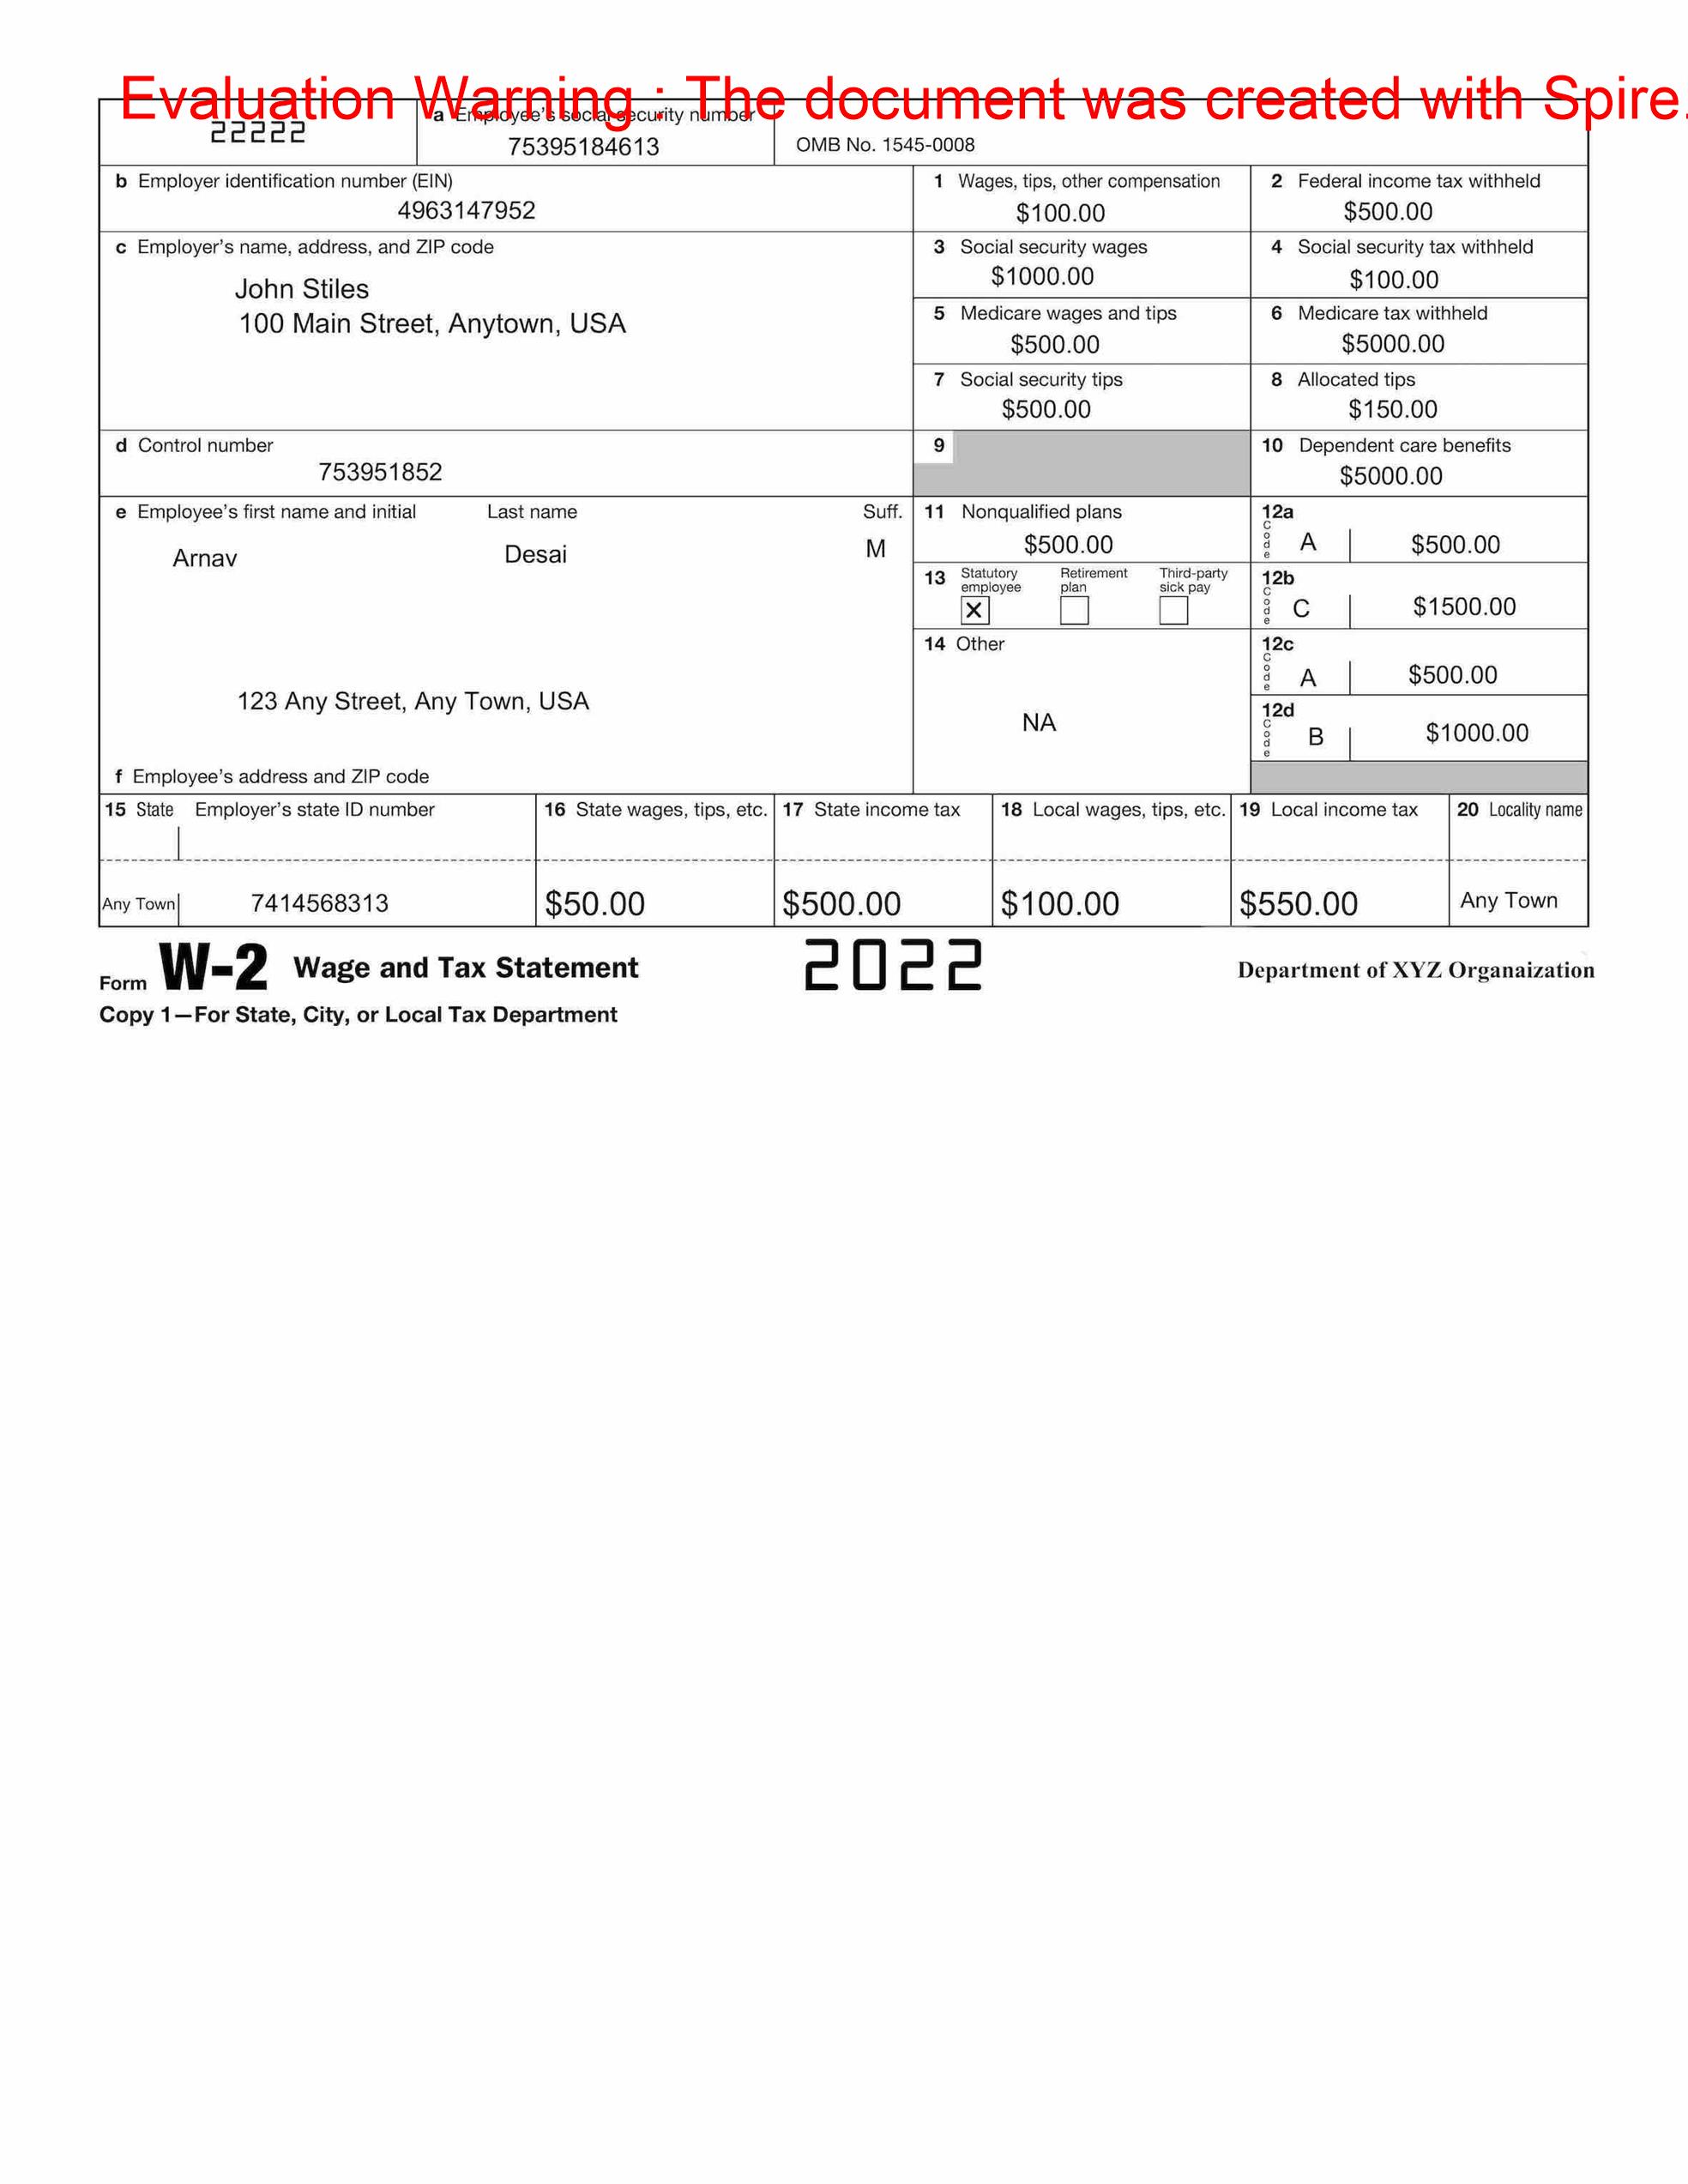 Evaluation Warning : The document was created with Spire.
22222
a Employee's social security number
75395184613
OMB No. 1545-0008
b Employer identification number (EIN)
4963147952
1 Wages, tips, other compensation
$100.00
2 Federal income tax withheld
$500.00
c Employer's name, address, and ZIP code
John Stiles
100 Main Street, Anytown, USA
3 Social security wages
$1000.00
4 Social security tax withheld
$100.00
5 Medicare wages and tips
$500.00
6 Medicare tax withheld
$5000.00
7 Social security tips
$500.00
8 Allocated tips
$150.00
d Control number
753951852
9
10 Dependent care benefits
$5000.00
e Employee's first name and initial Last name Suff.
Arnav Desai M
11 Nonqualified plans
$500.00
12a
Code A $500.00
13 Statutory employee Retirement plan Third-party sick pay
X
12b
Code C $1500.00
14 Other
NA
12c
Code A $500.00
12d
Code B $1000.00
123 Any Street, Any Town, USA
f Employee's address and ZIP code
15 State Employer's state ID number 16 State wages, tips, etc. 17 State income tax 18 Local wages, tips, etc. 19 Local income tax 20 Locality name
Any Town 7414568313 $50.00 $500.00 $100.00 $550.00 Any Town
Form W-2 Wage and Tax Statement 2022 Department of XYZ Organaization
Copy 1—For State, City, or Local Tax Department